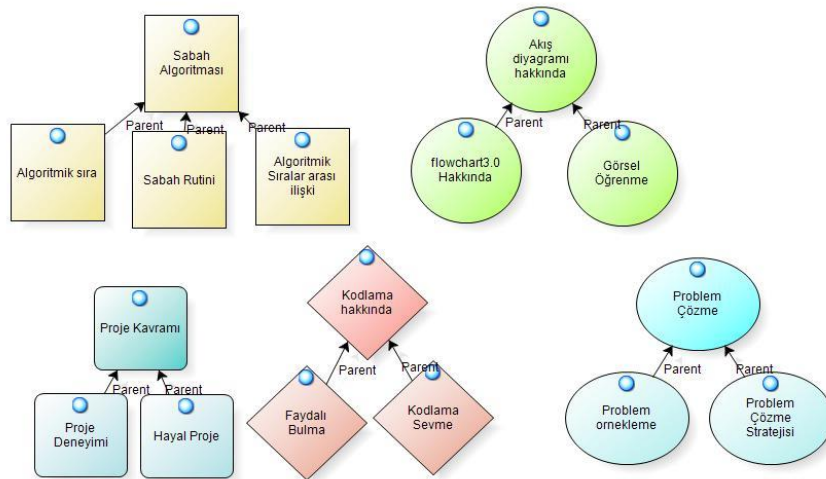 Sabah
Algoritması
Parent
Parent
Parent
Algoritmik sıra
Sabah Rutini
Algoritmik
Sıralar arası
ilişki
Akış
diyagramı
hakkında
Parent
Parent
flowchart3.0
Hakkında
Görsel
Öğrenme
Proje Kavramı
Parent
Parent
Proje
Deneyimi
Hayal Proje
Kodlama
hakkında
Parent
Parent
Faydalı
Bulma
Kodlama
Sevme
Problem
Çözme
Parent
Parent
Problem
ornekleme
Problem
Çözme
Stratejisi